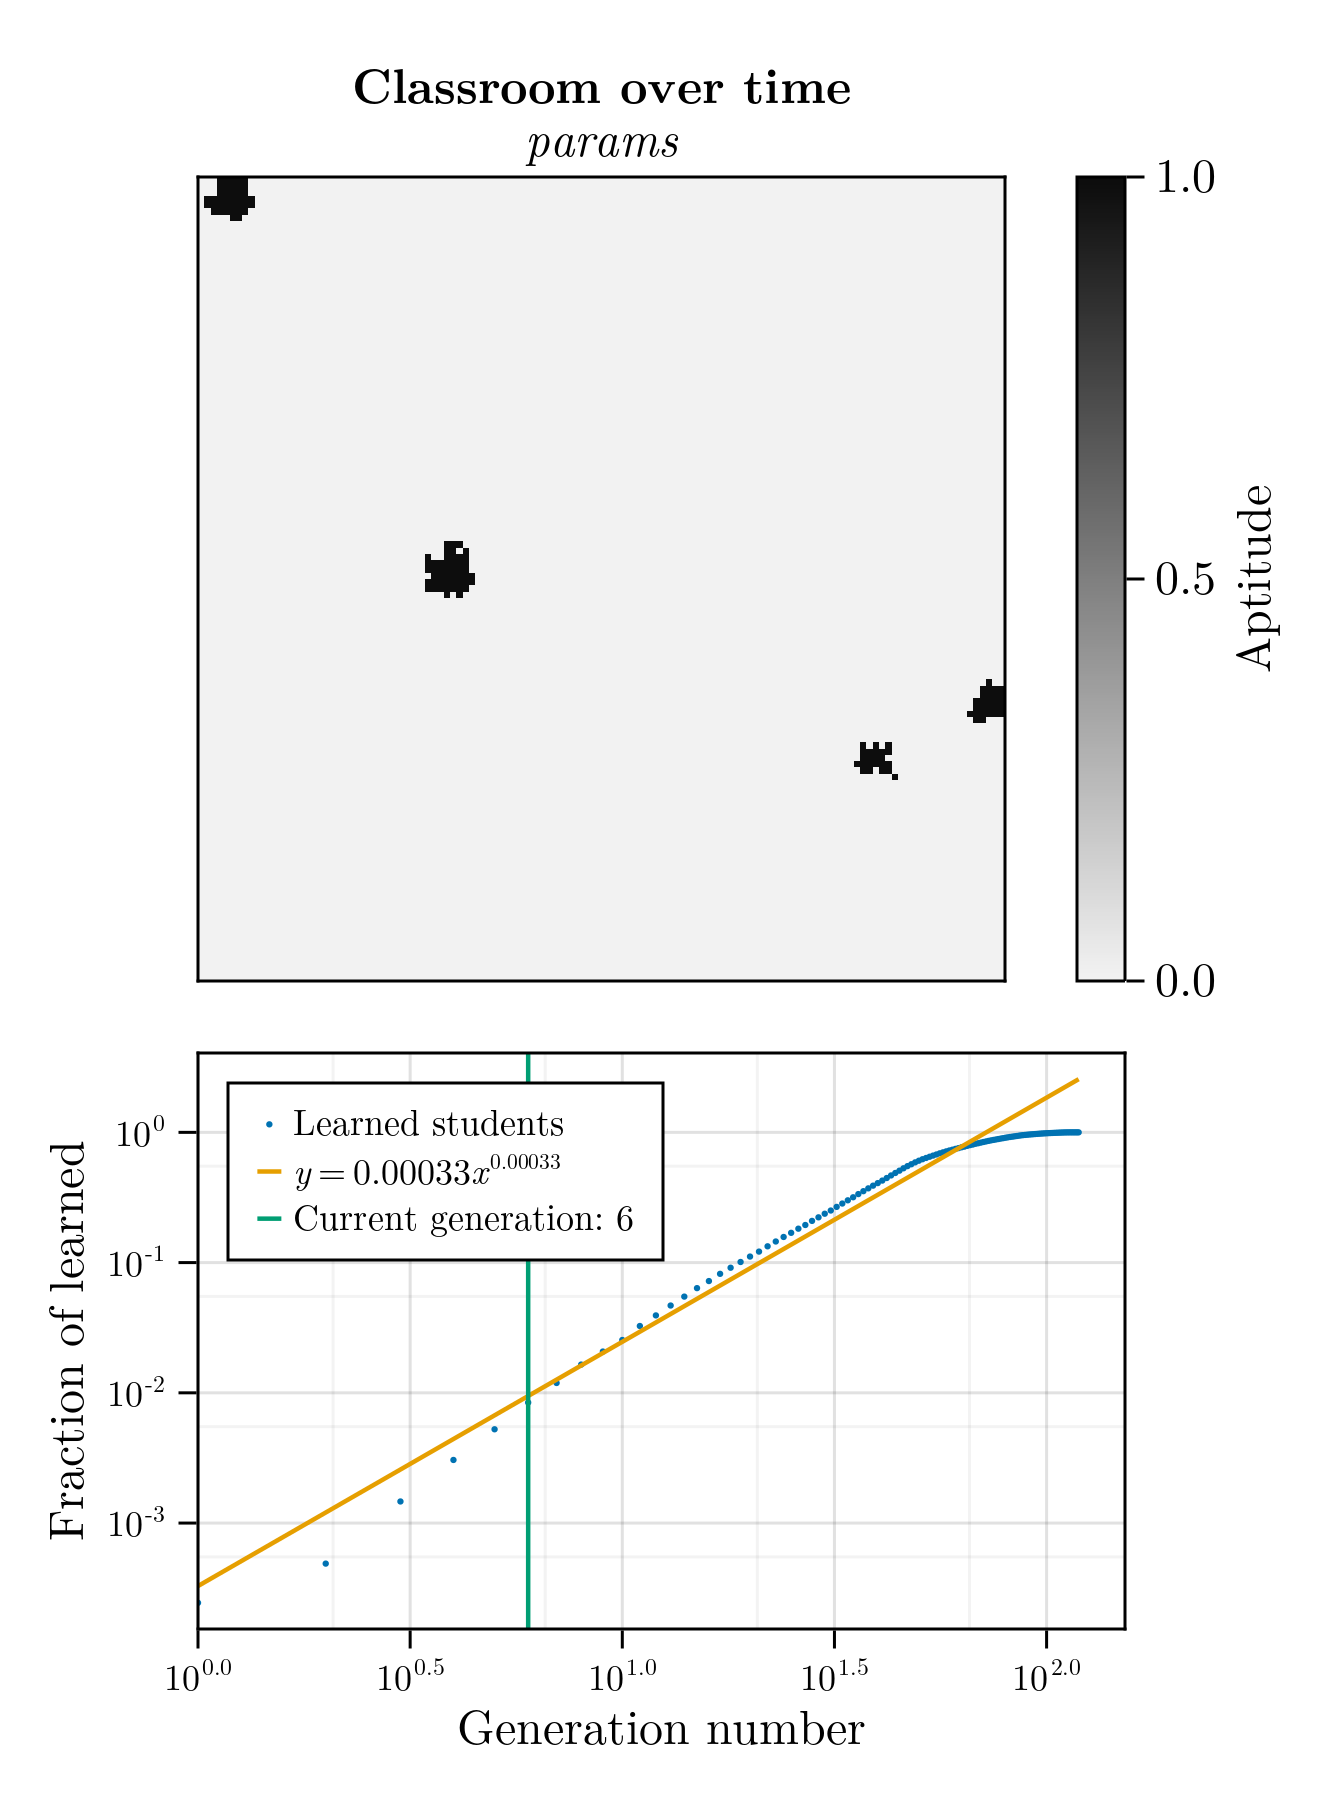 Classroom over time
params
1.0
0.5
0.0
Aptitude
Learned students
y = 0.00033x^0.00033
Current generation: 6
10^0
10^-1
10^-2
10^-3
Fraction of learned
10^0.0 10^0.5 10^1.0 10^1.5 10^2.0
Generation number